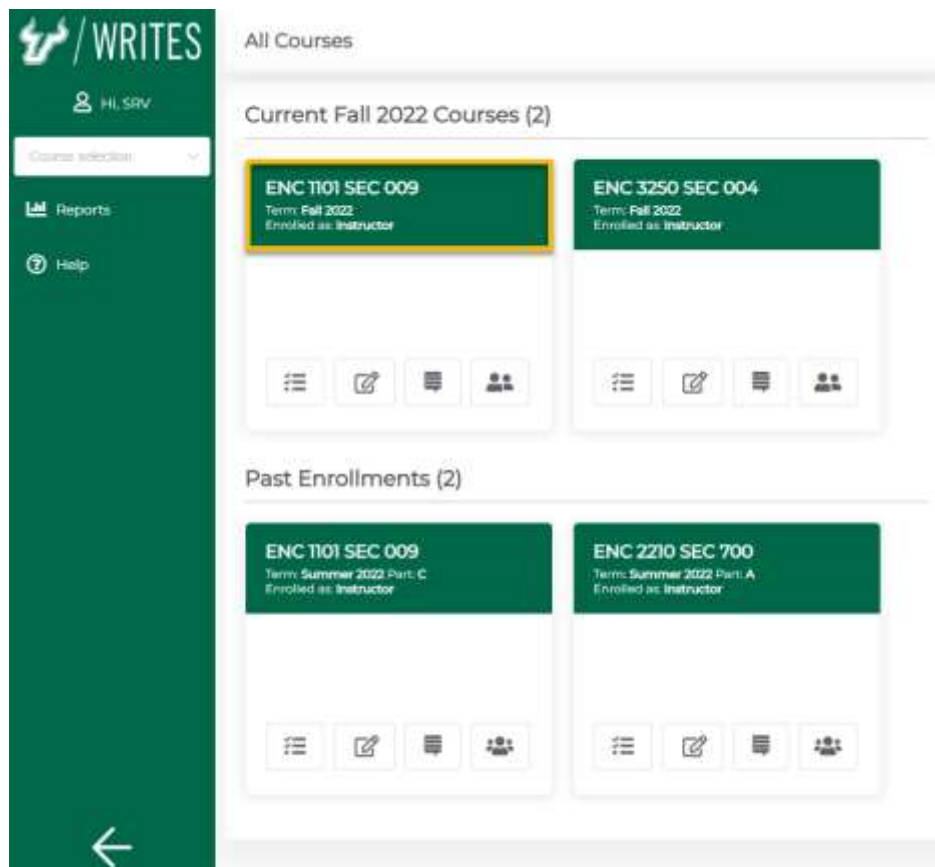 / WRITES
Hi, SRV
Course selection
Reports
Help
All Courses
Current Fall 2022 Courses (2)
ENC 1101 SEC 009
Term: Fall 2022
Enrolled as: Instructor
ENC 3250 SEC 004
Term: Fall 2022
Enrolled as: Instructor
Past Enrollments (2)
ENC 1101 SEC 009
Term: Summer 2022 Part: C
Enrolled as: Instructor
ENC 2210 SEC 700
Term: Summer 2022 Part: A
Enrolled as: Instructor